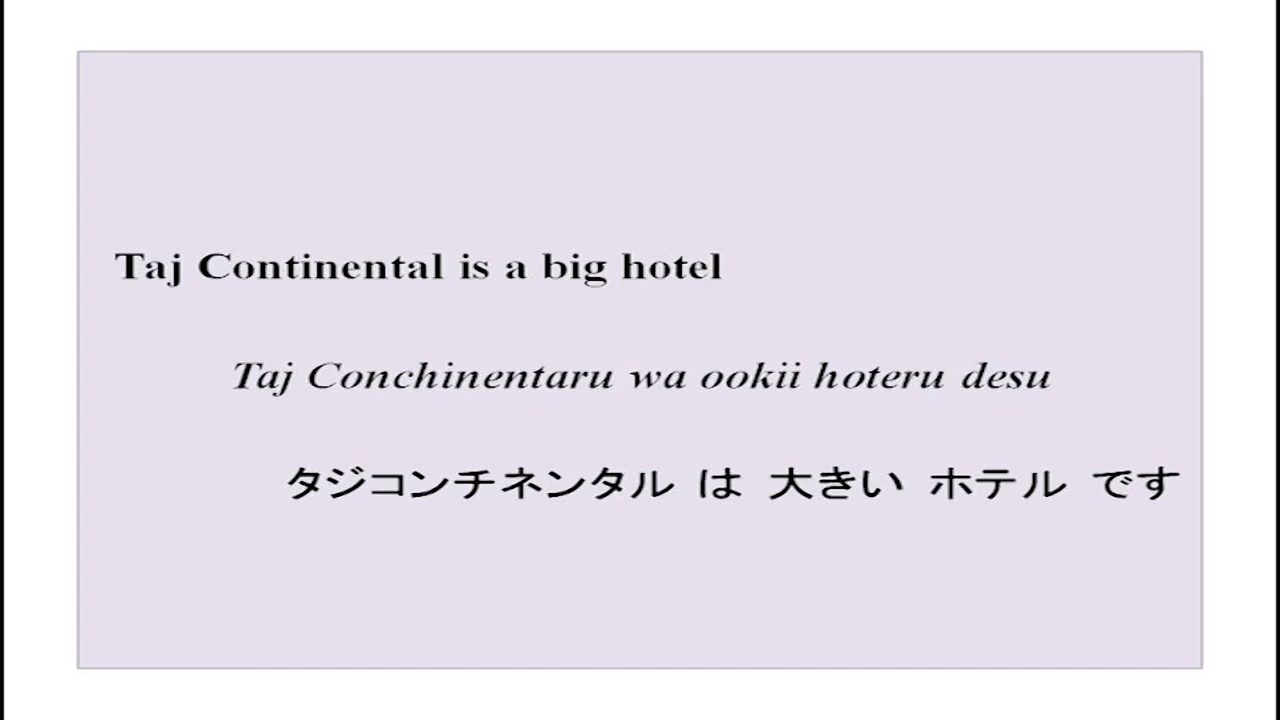 Taj Continental is a big hotel
Taj Conchinentaru wa ookii hoteru desu
タジコンチネンタル は 大きい ホテル です